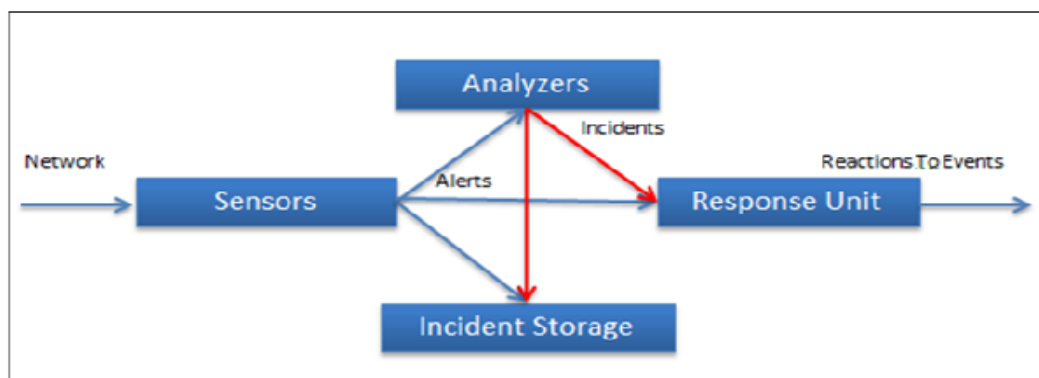 Analyzers
Incidents
Network
Alerts
Reactions To Events
Sensors
Response Unit
Incident Storage